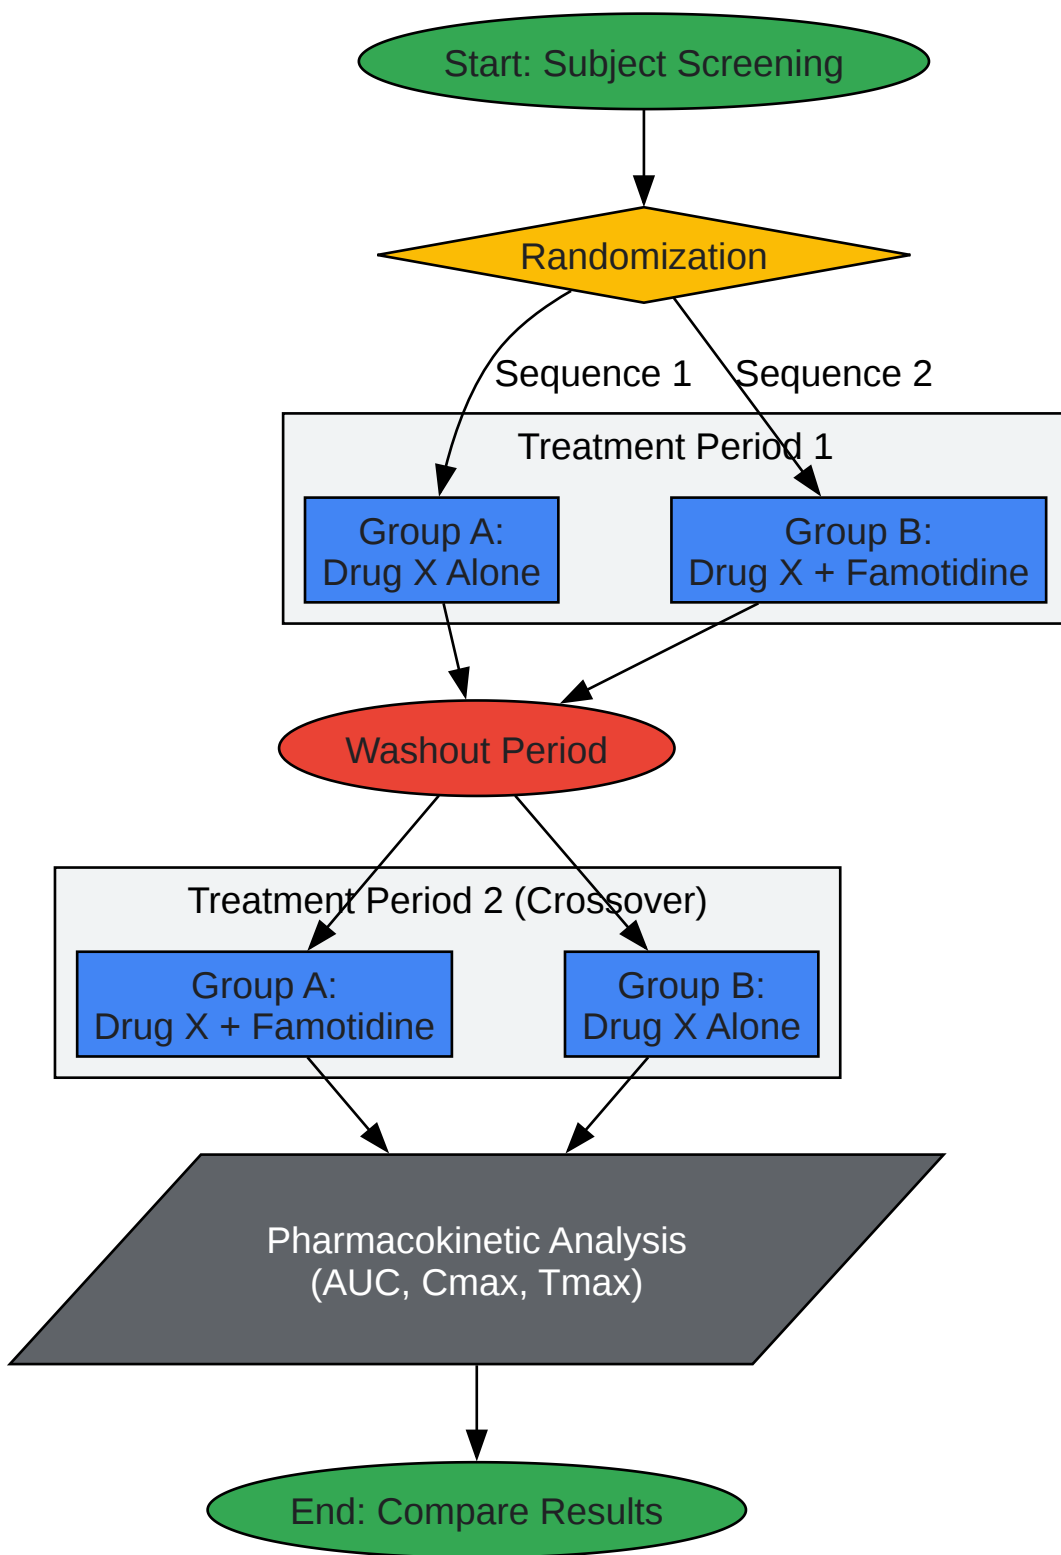 Start: Subject Screening
Randomization
Sequence 1
Sequence 2
Treatment Period 1
Group A:
Drug X Alone
Group B:
Drug X + Famotidine
Washout Period
Treatment Period 2 (Crossover)
Group A:
Drug X + Famotidine
Group B:
Drug X Alone
Pharmacokinetic Analysis
(AUC, Cmax, Tmax)
End: Compare Results